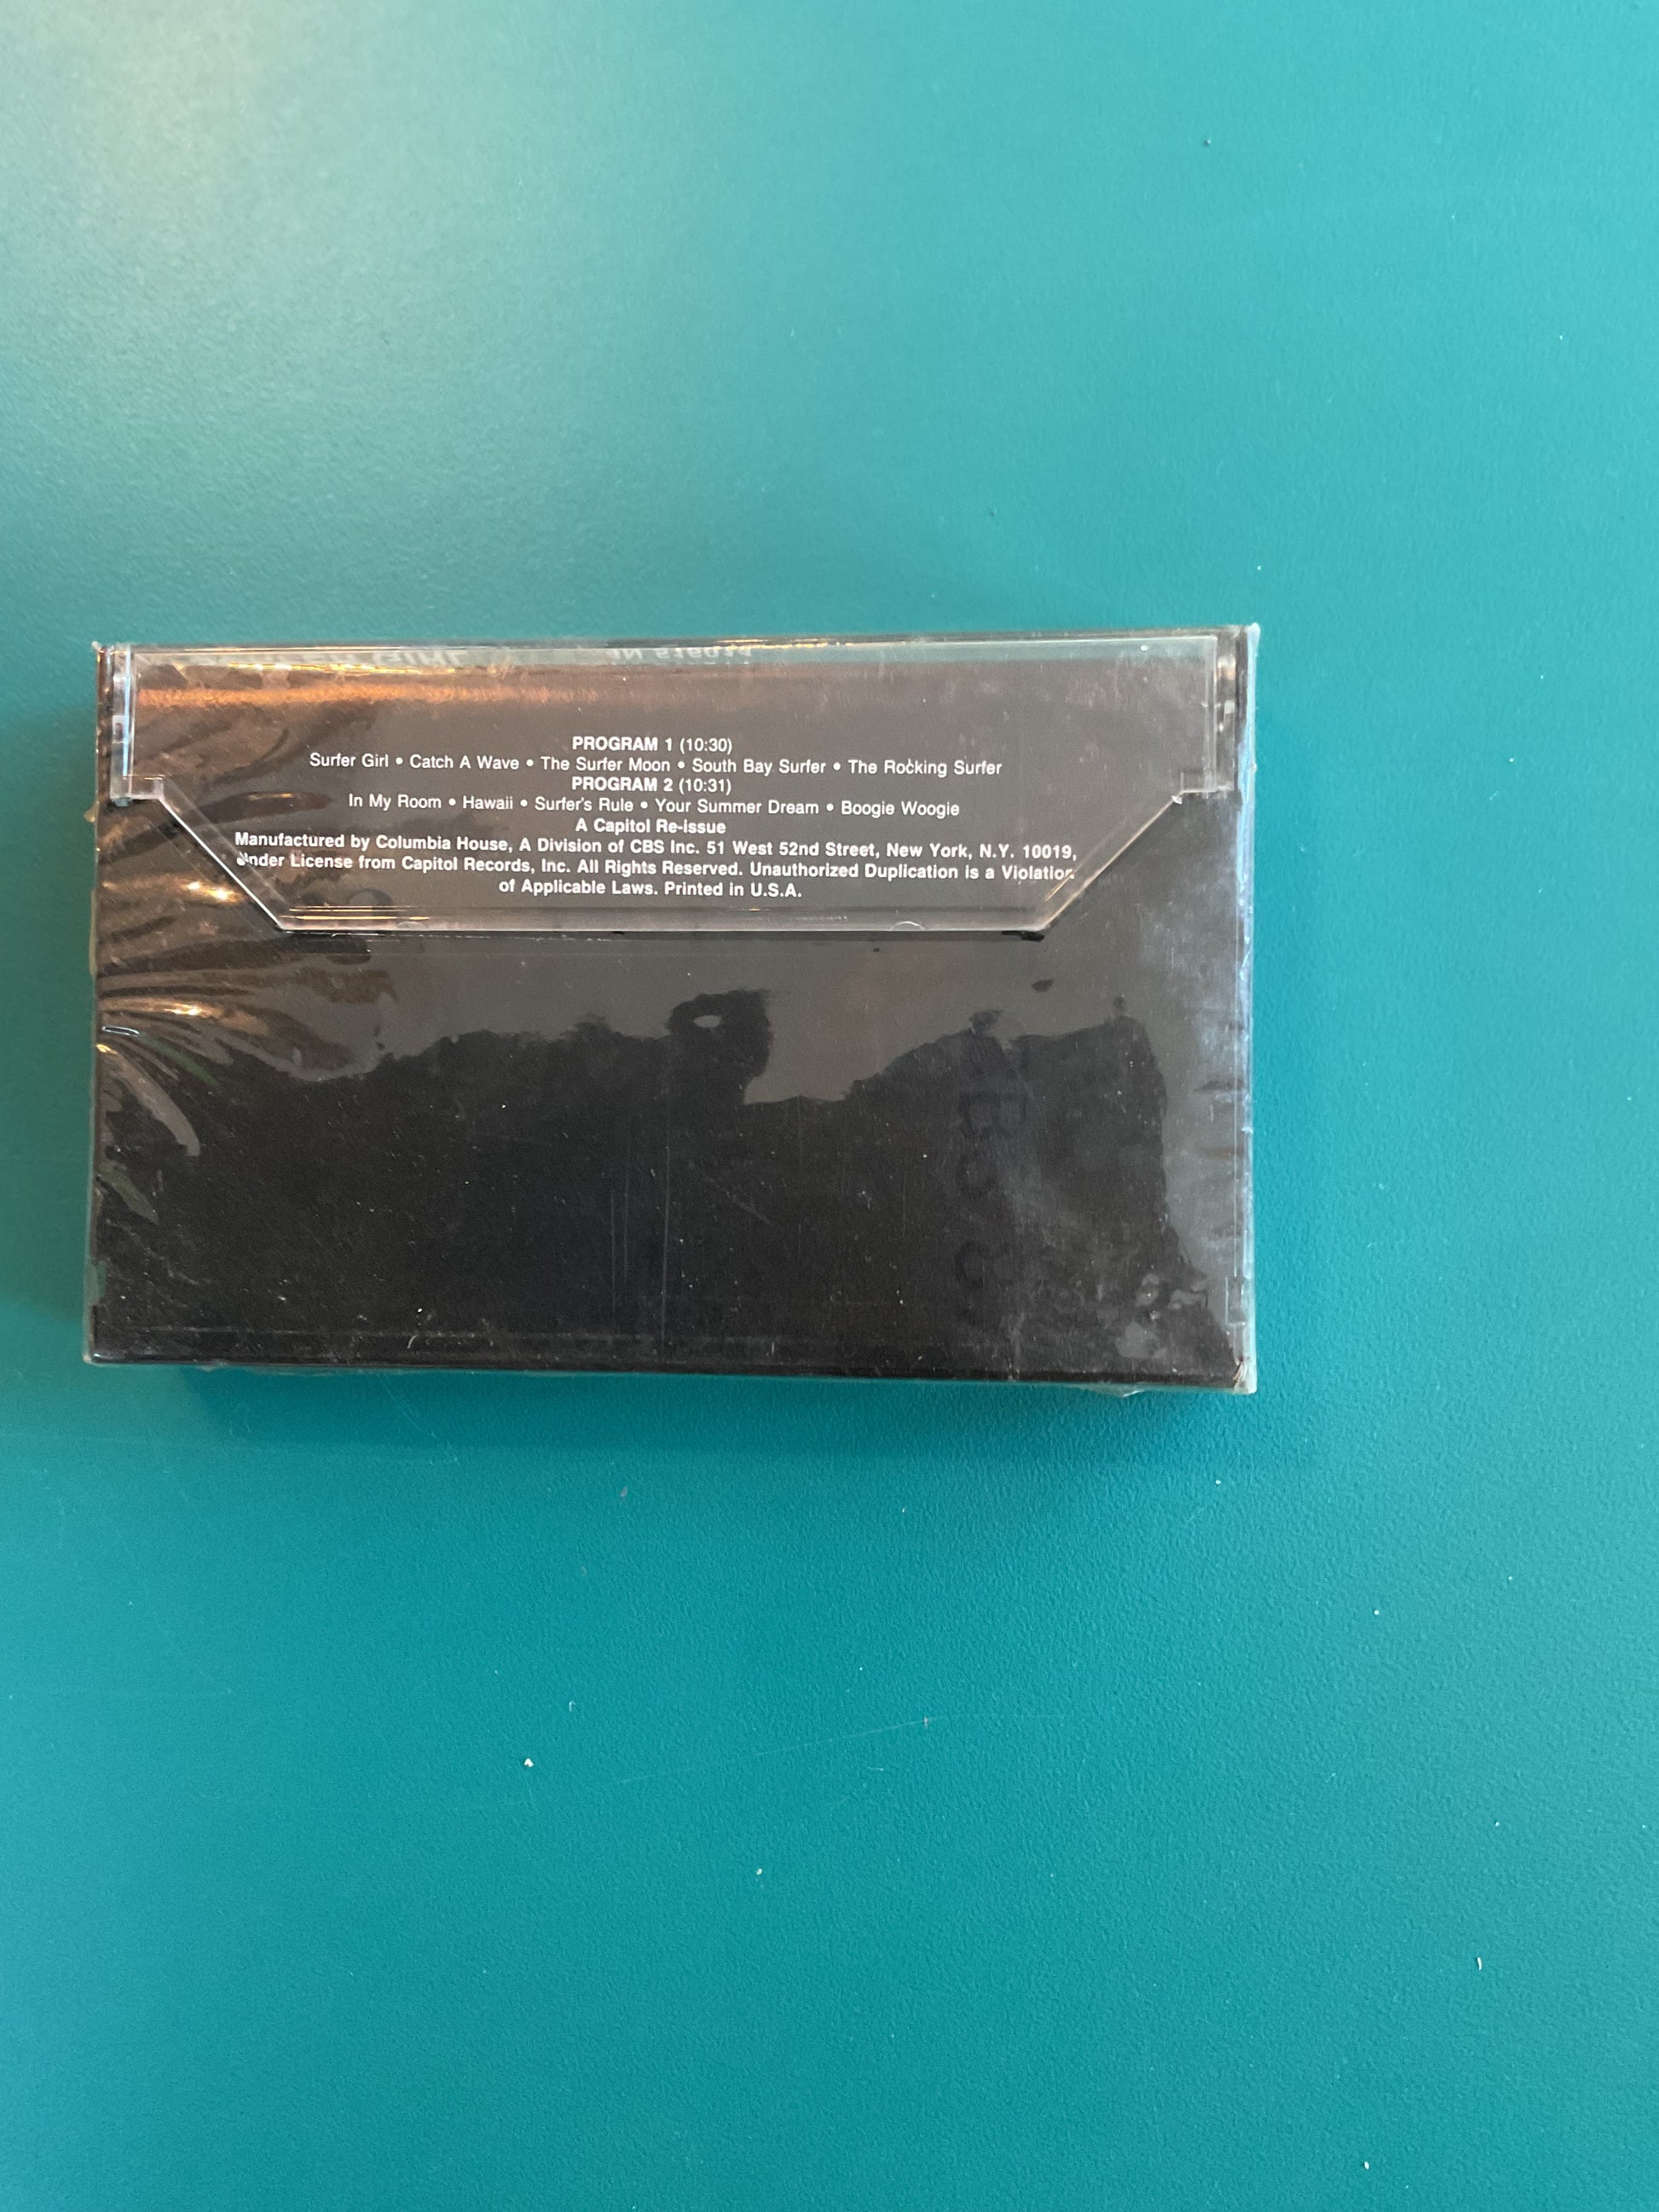 PROGRAM 1 (10:30)
Surfer Girl • Catch A Wave • The Surfer Moon • South Bay Surfer • The Rocking Surfer
PROGRAM 2 (10:31)
In My Room • Hawaii • Surfer's Rule • Your Summer Dream • Boogie Woogie
A Capitol Re-issue
Manufactured by Columbia House, A Division of CBS Inc. 51 West 52nd Street, New York, N.Y. 10019,
Under License from Capitol Records, Inc. All Rights Reserved. Unauthorized Duplication is a Violation
of Applicable Laws. Printed in U.S.A.